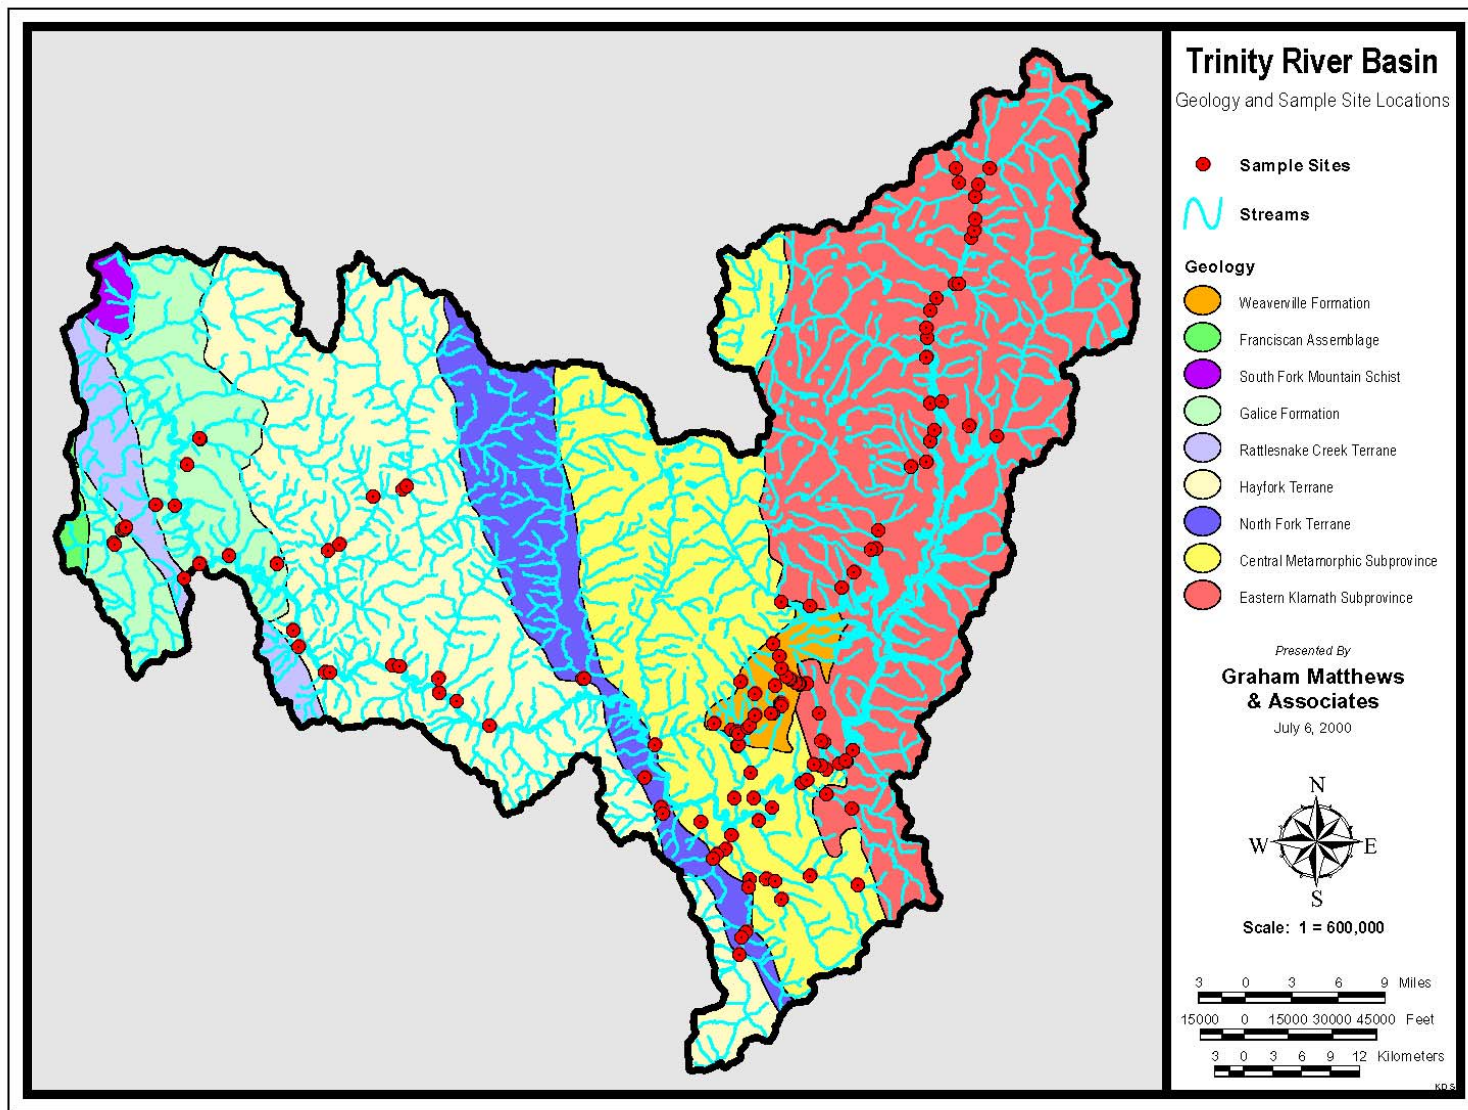 Trinity River Basin
Geology and Sample Site Locations
Sample Sites
Streams
Geology
Weaverville Formation
Franciscan Assemblage
South Fork Mountain Schist
Galice Formation
Rattlesnake Creek Terrane
Hayfork Terrane
North Fork Terrane
Central Metamorphic Subprovince
Eastern Klamath Subprovince
Presented By
Graham Matthews
& Associates
July 6, 2000
N
W E
S
Scale: 1 = 600,000
3 0 3 6 9 Miles
15000 0 15000 30000 45000 Feet
3 0 3 6 9 12 Kilometers
KDS